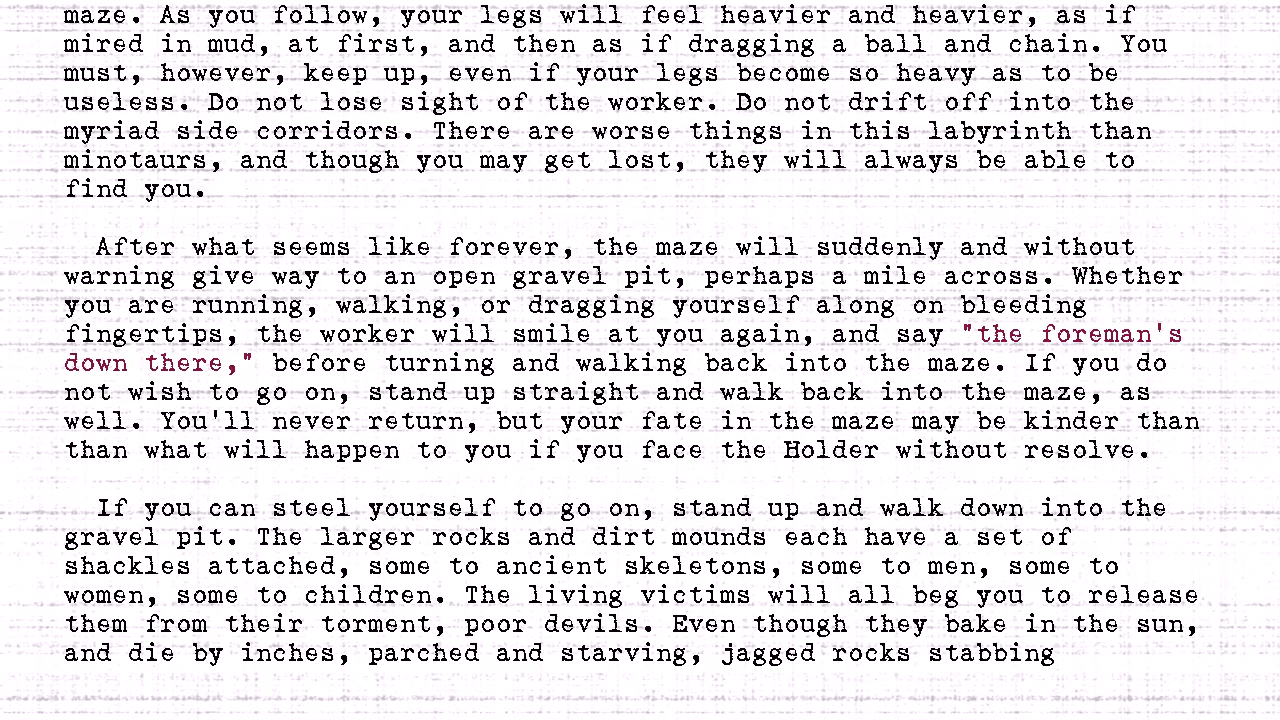 maze. As you follow, your legs will feel heavier and heavier, as if
mired in mud, at first, and then as if dragging a ball and chain. You
must, however, keep up, even if your legs become so heavy as to be
useless. Do not lose sight of the worker. Do not drift off into the
myriad side corridors. There are worse things in this labyrinth than
minotaurs, and though you may get lost, they will always be able to
find you.
After what seems like forever, the maze will suddenly and without
warning give way to an open gravel pit, perhaps a mile across. Whether
you are running, walking, or dragging yourself along on bleeding
fingertips, the worker will smile at you again, and say "the foreman's
down there," before turning and walking back into the maze. If you do
not wish to go on, stand up straight and walk back into the maze, as
well. You'll never return, but your fate in the maze may be kinder than
than what will happen to you if you face the Holder without resolve.
If you can steel yourself to go on, stand up and walk down into the
gravel pit. The larger rocks and dirt mounds each have a set of
shackles attached, some to ancient skeletons, some to men, some to
women, some to children. The living victims will all beg you to release
them from their torment, poor devils. Even though they bake in the sun,
and die by inches, parched and starving, jagged rocks stabbing